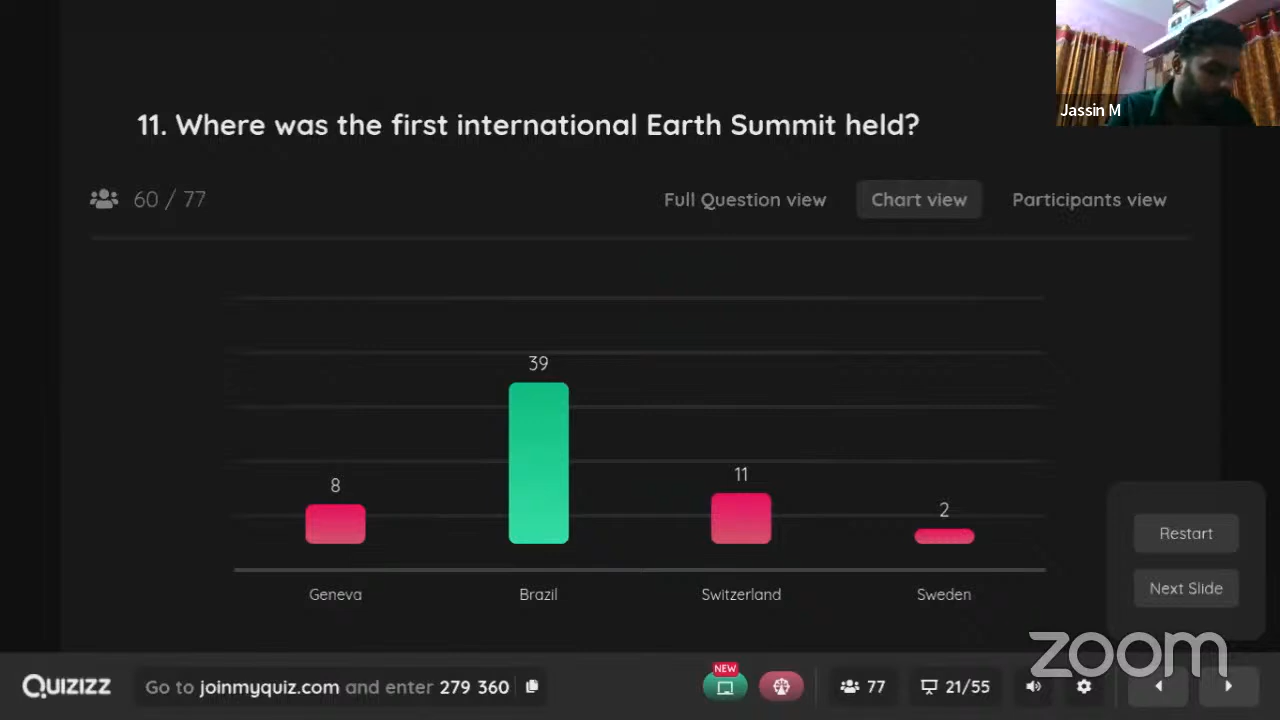 Jassin M
11. Where was the first international Earth Summit held?
60 / 77
Full Question view
Chart view
Participants view
39
8
11
2
Geneva
Brazil
Switzerland
Sweden
Restart
Next Slide
zoom
Quizizz
Go to joinmyquiz.com and enter 279 360
NEW
77
21/55